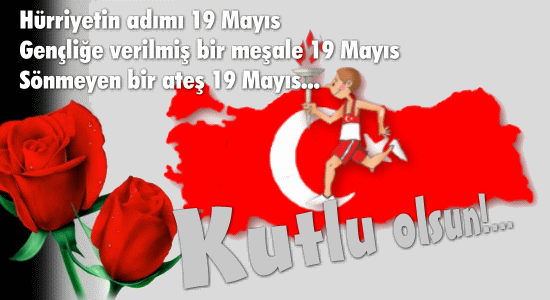 Hürriyetin adımı 19 Mayıs
Gençliğe verilmiş bir meşale 19 Mayıs
Sönmeyen bir ateş 19 Mayıs...
Kutlu olsun!....